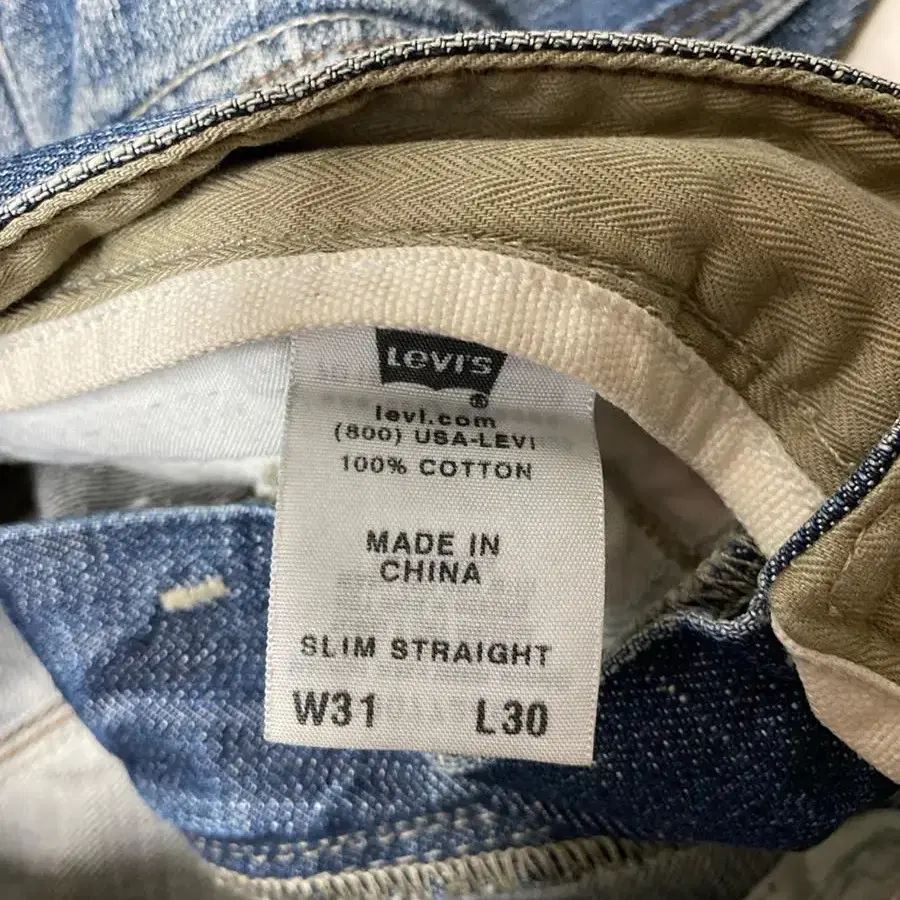 LEVI'S
®
levi.com
(800) USA-LEVI
100% COTTON
MADE IN
CHINA
SLIM STRAIGHT
W31 L30